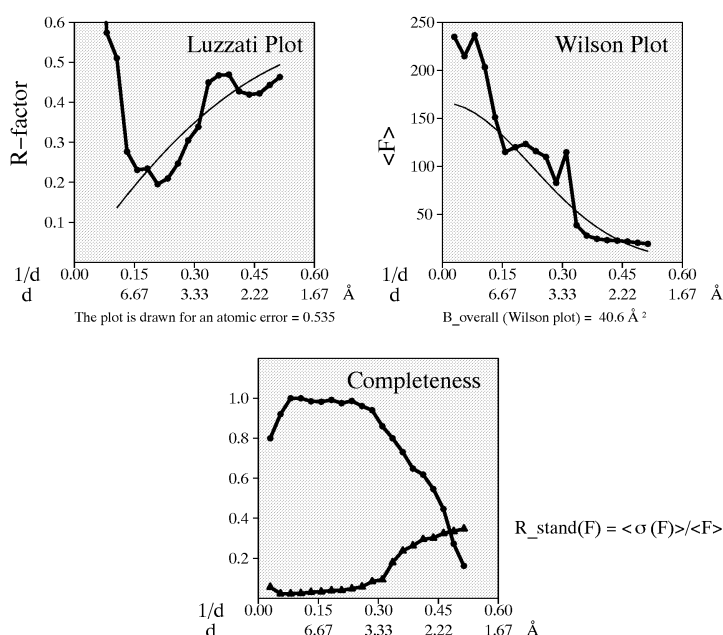 Luzzati Plot
R−factor
0.6
0.5
0.4
0.3
0.2
0.1
1/d 0.00 0.15 0.30 0.45 0.60
d 6.67 3.33 2.22 1.67 Å
The plot is drawn for an atomic error = 0.535
Wilson Plot
<F>
250
200
150
100
50
1/d 0.00 0.15 0.30 0.45 0.60
d 6.67 3.33 2.22 1.67 Å
B_overall (Wilson plot) = 40.6 Å ²
Completeness
1.0
0.8
0.6
0.4
0.2
1/d 0.00 0.15 0.30 0.45 0.60
d 6.67 3.33 2.22 1.67 Å
R_stand(F) = <σ (F)>/<F>